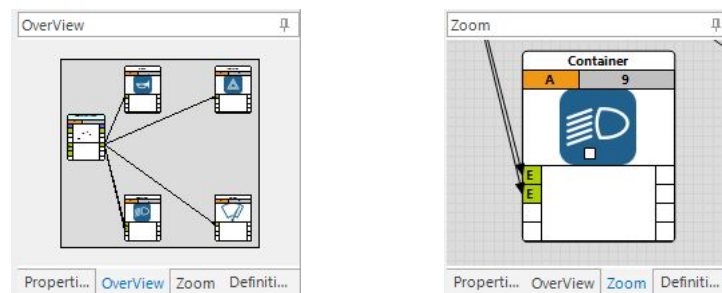 OverView
Properti... OverView Zoom Definiti...
Zoom
Container
A 9
E
E
Properti... OverView Zoom Definiti...